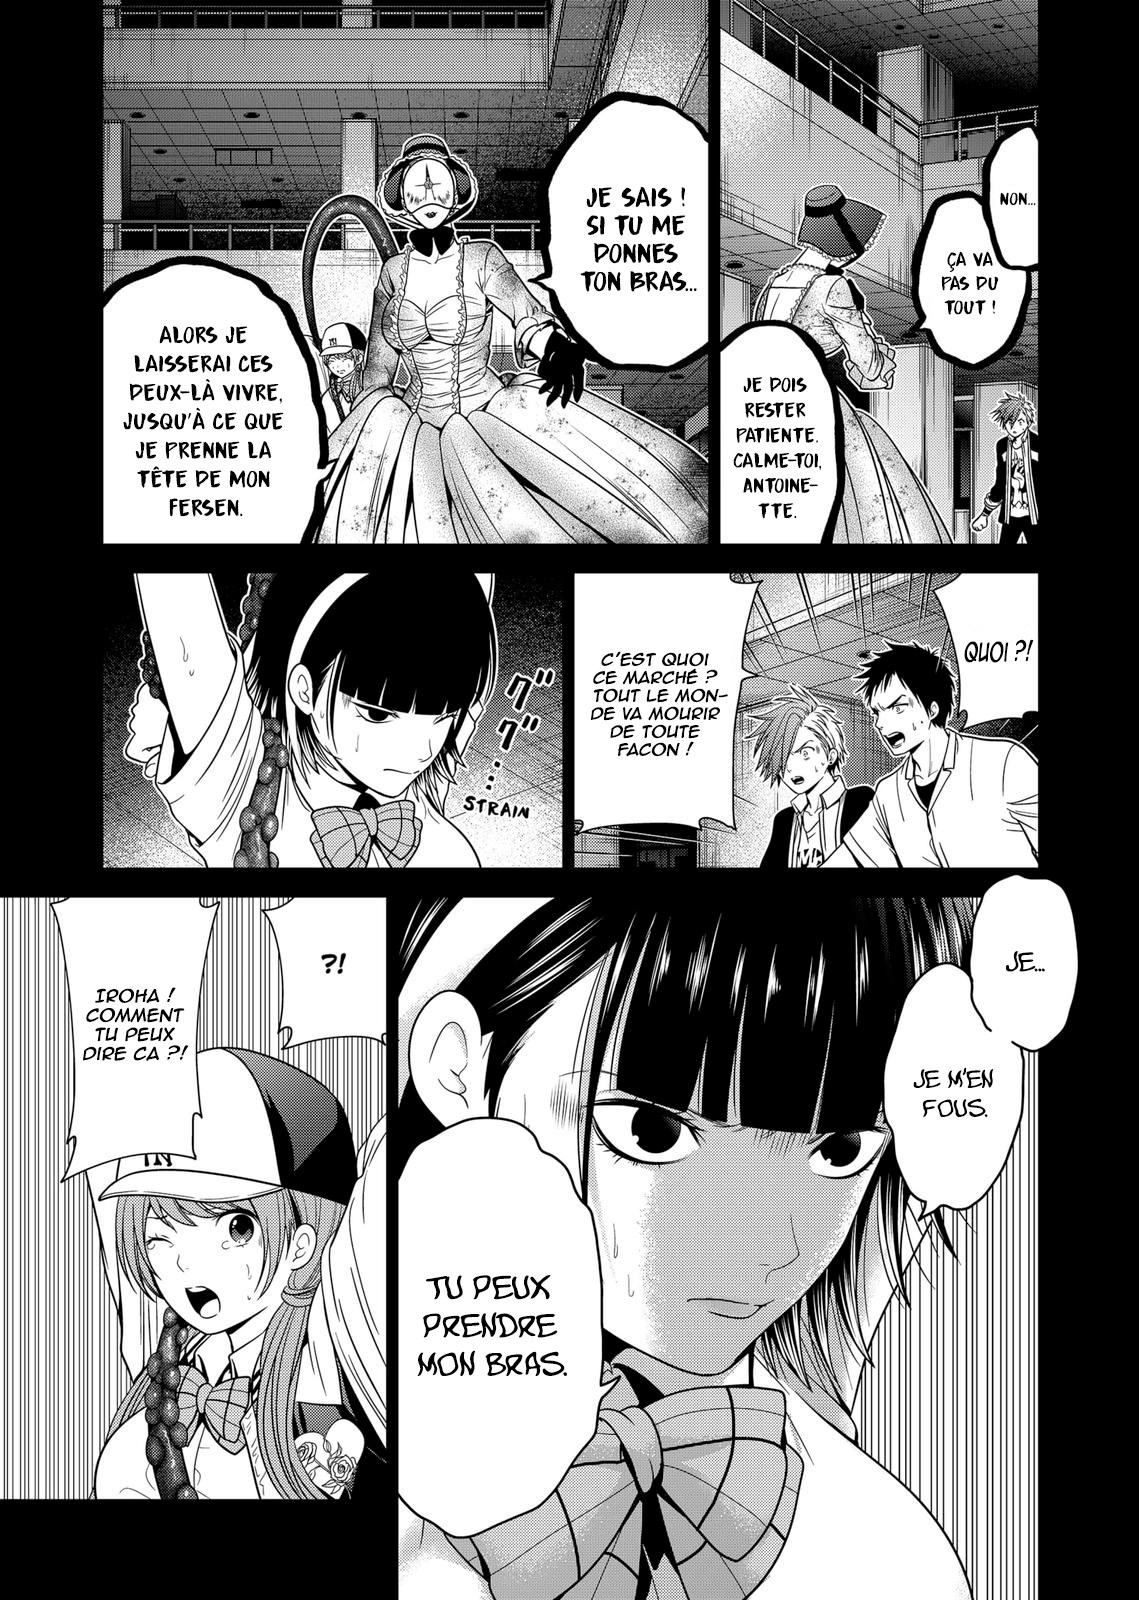 NON...
ÇA VA
PAS DU
TOUT !
JE DOIS
RESTER
PATIENTE.
CALME-TOI,
ANTOINE-
TTE.
JE SAIS !
SI TU ME
DONNES
TON BRAS...
ALORS JE
LAISSERAI CES
DEUX-LÀ VIVRE,
JUSQU'À CE QUE
JE PRENNE LA
TÊTE DE MON
FERSEN.
QUOI ?!
C'EST QUOI
CE MARCHÉ ?
TOUT LE MON-
DE VA MOURIR
DE TOUTE
FACON !
ググ...
STRAIN
JE...
JE M'EN
FOUS.
TU PEUX
PRENDRE
MON BRAS.
?!
IROHA !
COMMENT
TU PEUX
DIRE CA ?!